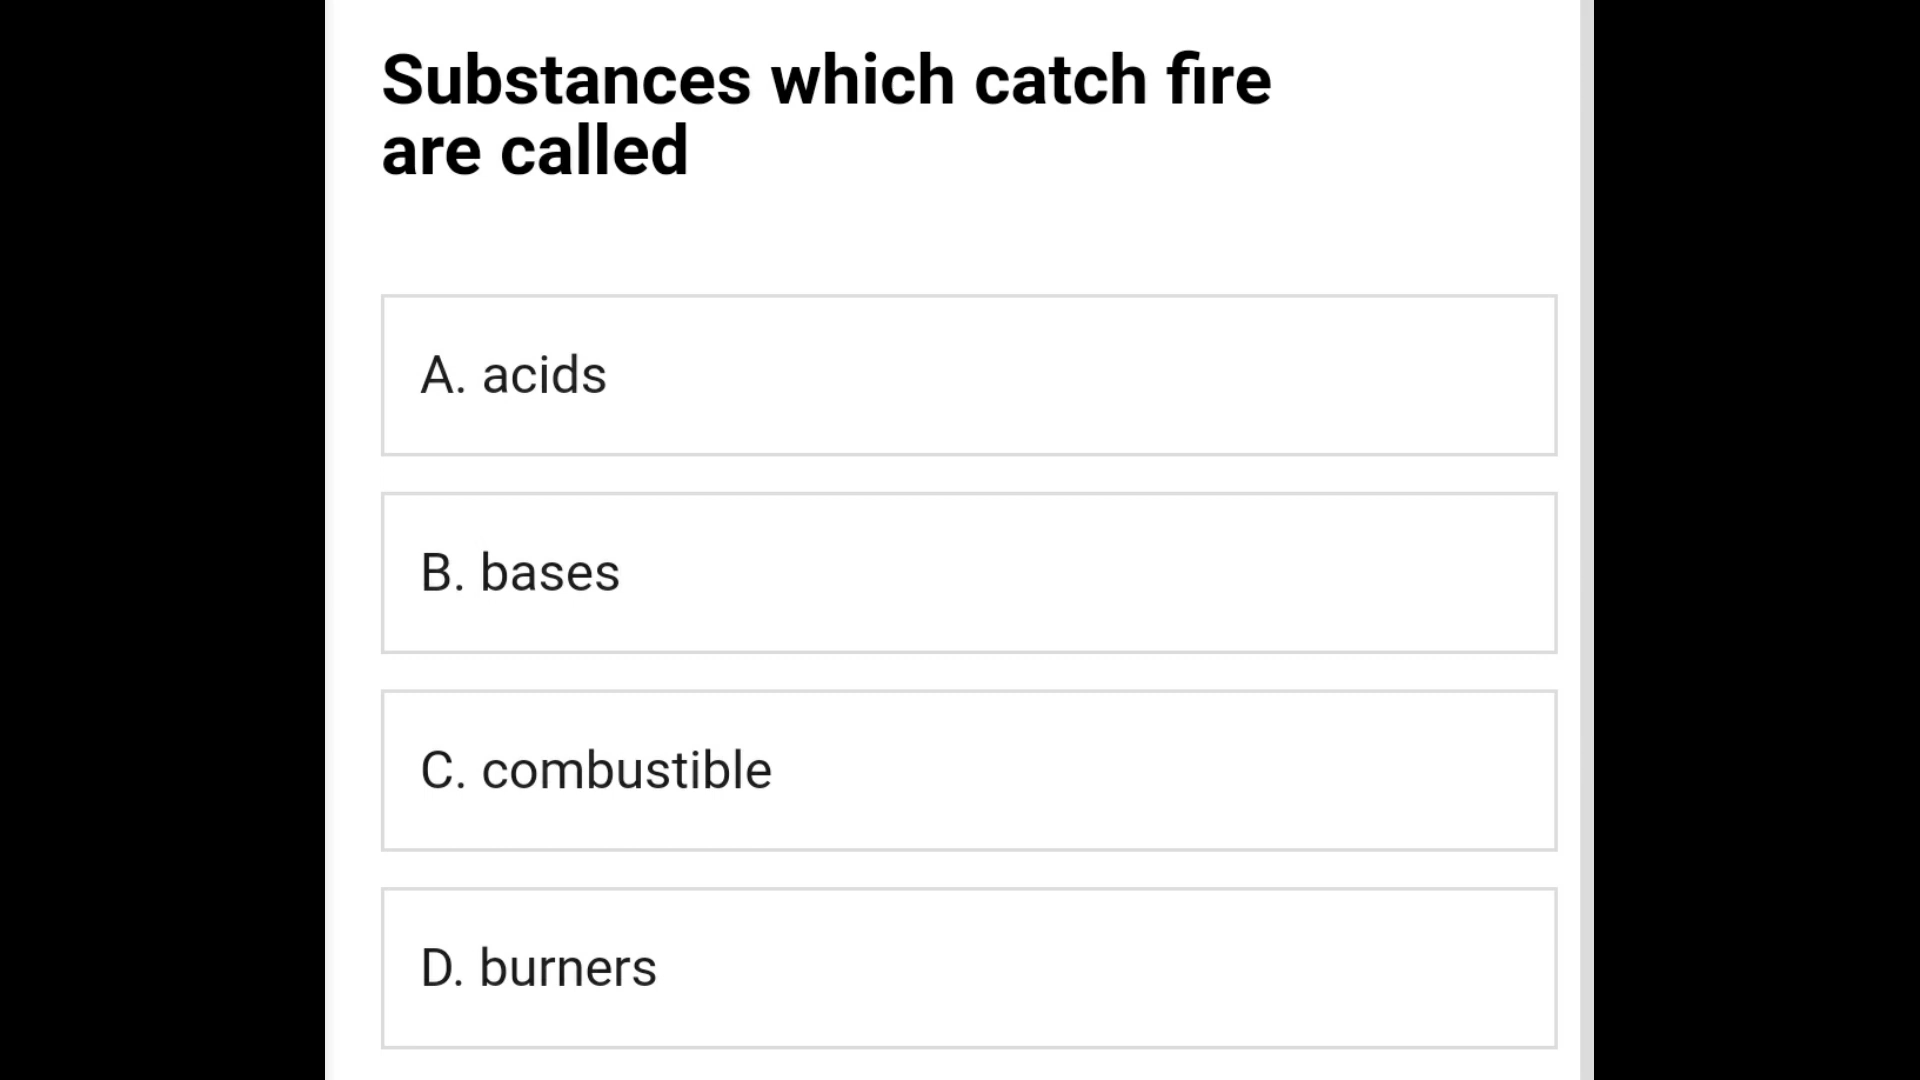 Substances which catch fire
are called
A. acids
B. bases
C. combustible
D. burners